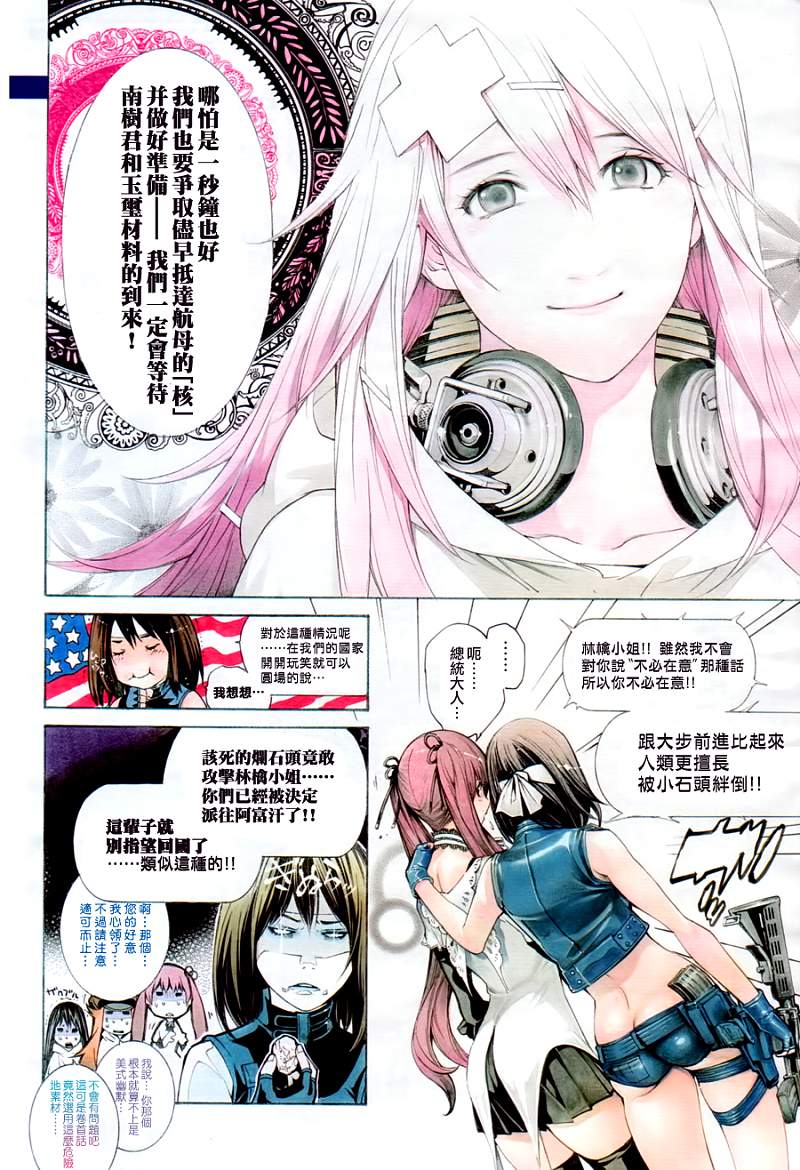 哪怕是一秒鐘也好
我們也要爭取儘早抵達航母的「核」
并做好準備——我們一定會等待
南樹君和玉璽材料的到來！
林檎小姐!! 雖然我不會
對你說“不必在意”那種話
所以你不必在意!!
跟大步前進比起來
人類更擅長
被小石頭絆倒!!
………
呃…
總統大人…
對於這種情況呢
……在我們的國家
開開玩笑就可以
圓場的說…
我想想…
該死的爛石頭竟敢
攻擊林檎小姐……
你們已經被決定
派往阿富汗了!!
這輩子就
別指望回國了
……類似這種的!!
啊…那個…
您的好意
我心領了…
不過請注意
適可而止…
我說… 你那個
根本就算不上是
美式幽默…
不會有問題吧
這可是卷首話
竟然選用這麼危險
地素材……